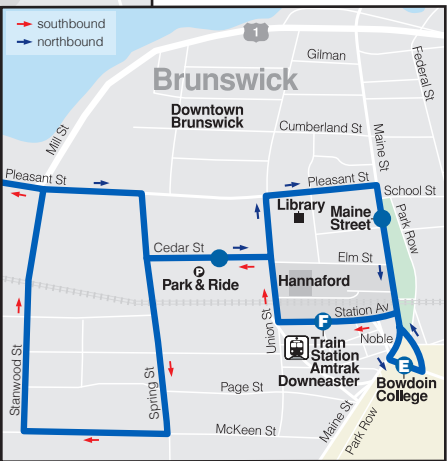 southbound
northbound
1
Gilman
Federal St
Brunswick
Downtown
Brunswick
Mill St
Cumberland St
Maine St
Pleasant St
Pleasant St
School St
Library
Maine
Street
Park Row
Cedar St
Elm St
P
Park & Ride
Hannaford
Station Av
F
Union St
Noble
Train
Station
Amtrak
Downeaster
E
Bowdoin
College
Stanwood St
Spring St
Page St
McKeen St
Maine St
Park Row